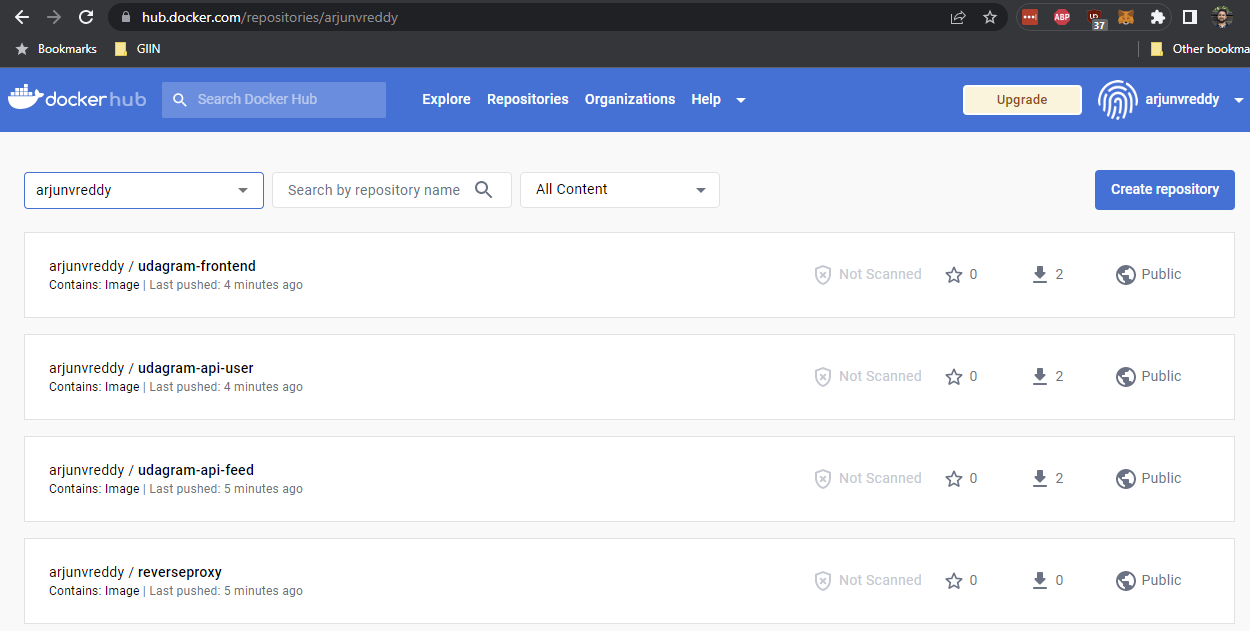 hub.docker.com/repositories/arjunvreddy
ABP
37
Bookmarks GIIN Other bookma
docker hub Search Docker Hub Explore Repositories Organizations Help Upgrade arjunvreddy
arjunvreddy Search by repository name All Content Create repository
arjunvreddy / udagram-frontend
Contains: Image | Last pushed: 4 minutes ago
Not Scanned 0 2 Public
arjunvreddy / udagram-api-user
Contains: Image | Last pushed: 4 minutes ago
Not Scanned 0 2 Public
arjunvreddy / udagram-api-feed
Contains: Image | Last pushed: 5 minutes ago
Not Scanned 0 2 Public
arjunvreddy / reverseproxy
Contains: Image | Last pushed: 5 minutes ago
Not Scanned 0 0 Public